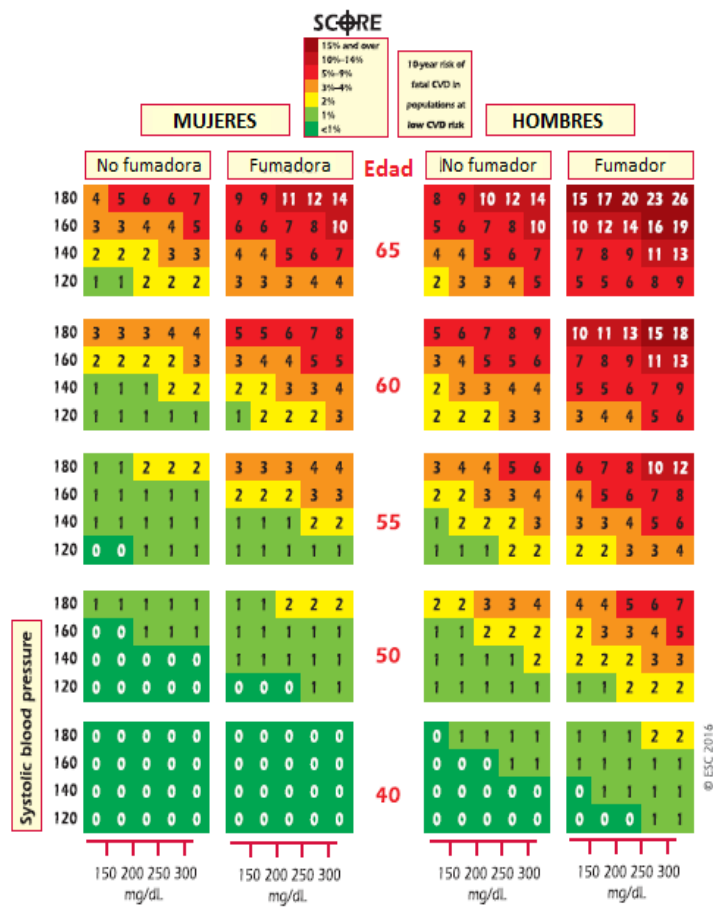 SCORE
15% and over
10%-14%
5%-9%
3%-4%
2%
1%
<1%
10-year risk of
fatal CVD in
populations at
low CVD risk
MUJERES
HOMBRES
No fumadora
Fumadora
Edad
No fumador
Fumador
180 4 5 6 6 7 9 9 11 12 14 8 9 10 12 14 15 17 20 23 26
160 3 3 4 4 5 6 6 7 8 10 5 6 7 8 10 10 12 14 16 19
65
140 2 2 2 3 3 4 4 5 6 7 4 4 5 6 7 7 8 9 11 13
120 1 1 2 2 2 3 3 3 4 4 2 3 3 4 5 5 5 6 8 9
180 3 3 3 4 4 5 5 6 7 8 5 6 7 8 9 10 11 13 15 18
160 2 2 2 2 3 3 4 4 5 5 3 4 5 5 6 7 8 9 11 13
60
140 1 1 1 2 2 2 2 3 3 4 2 3 3 4 4 5 5 6 7 9
120 1 1 1 1 1 1 2 2 2 3 2 2 2 3 3 3 4 4 5 6
180 1 1 2 2 2 3 3 3 4 4 3 4 4 5 6 6 7 8 10 12
160 1 1 1 1 1 2 2 2 3 3 2 2 3 3 4 4 5 6 7 8
55
140 1 1 1 1 1 1 1 1 2 2 1 2 2 2 3 3 3 4 5 6
120 0 0 1 1 1 1 1 1 1 1 1 1 1 2 2 2 2 3 3 4
180 1 1 1 1 1 1 1 2 2 2 2 2 3 3 4 4 4 5 6 7
160 0 0 1 1 1 1 1 1 1 1 1 1 2 2 2 2 3 3 4 5
50
140 0 0 0 0 0 1 1 1 1 1 1 1 1 1 2 2 2 2 3 3
120 0 0 0 0 0 0 0 0 1 1 1 1 1 1 1 1 1 2 2 2
180 0 0 0 0 0 0 0 0 0 0 0 1 1 1 1 1 1 1 2 2
160 0 0 0 0 0 0 0 0 0 0 0 0 0 1 1 1 1 1 1 1
40
140 0 0 0 0 0 0 0 0 0 0 0 0 0 0 0 0 1 1 1 1
120 0 0 0 0 0 0 0 0 0 0 0 0 0 0 0 0 0 0 1 1
Systolic blood pressure
© ESC 2016
150 200 250 300
mg/dL
150 200 250 300
mg/dL
150 200 250 300
mg/dL
150 200 250 300
mg/dL